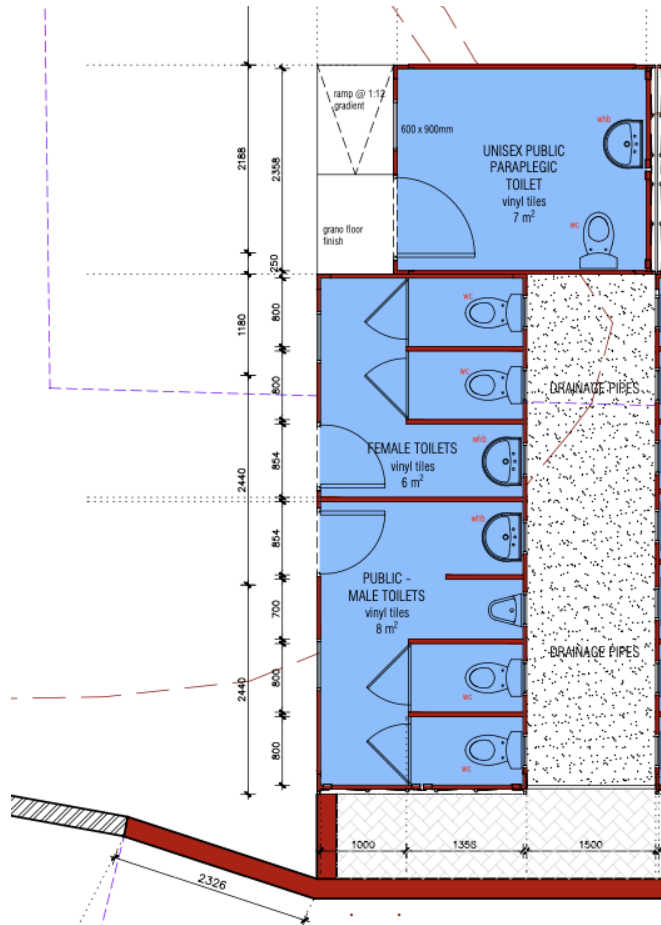 ramp @ 1:12
gradient
600 x 900mm
whb
UNISEX PUBLIC
PARAPLEGIC
TOILET
vinyl tiles
7 m²
wc
grano floor
finish
2188
2358
250
1180
800
wc
800
wc
DRAINAGE PIPES
854
FEMALE TOILETS
vinyl tiles
6 m²
whb
2440
854
whb
PUBLIC -
MALE TOILETS
vinyl tiles
8 m²
700
DRAINAGE PIPES
2440
800
wc
800
wc
1000
1358
1500
2326